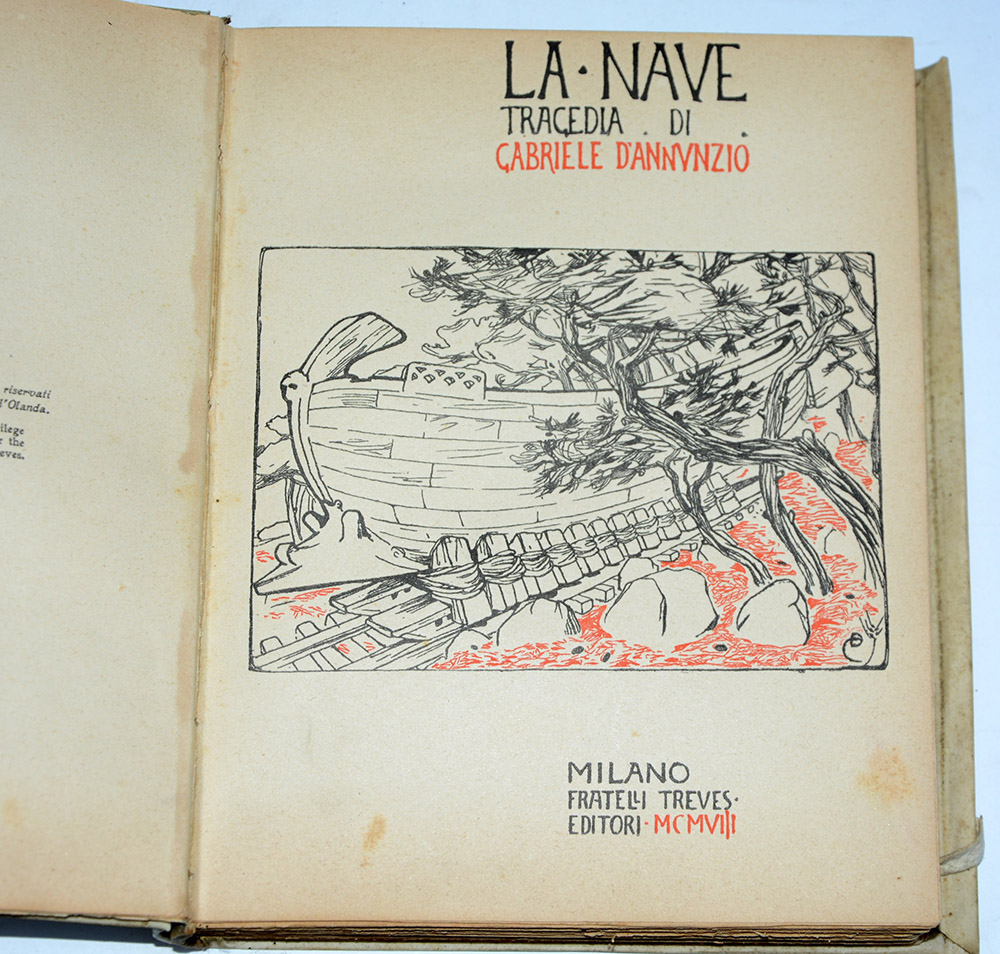 riservati
l'Olanda.
ilege
r the
eves.
LA · NAVE
TRAGEDIA . DI .
GABRIELE D'ANNVNZIO
MILANO
FRATELLI TREVES·
EDITORI · MCMVIII